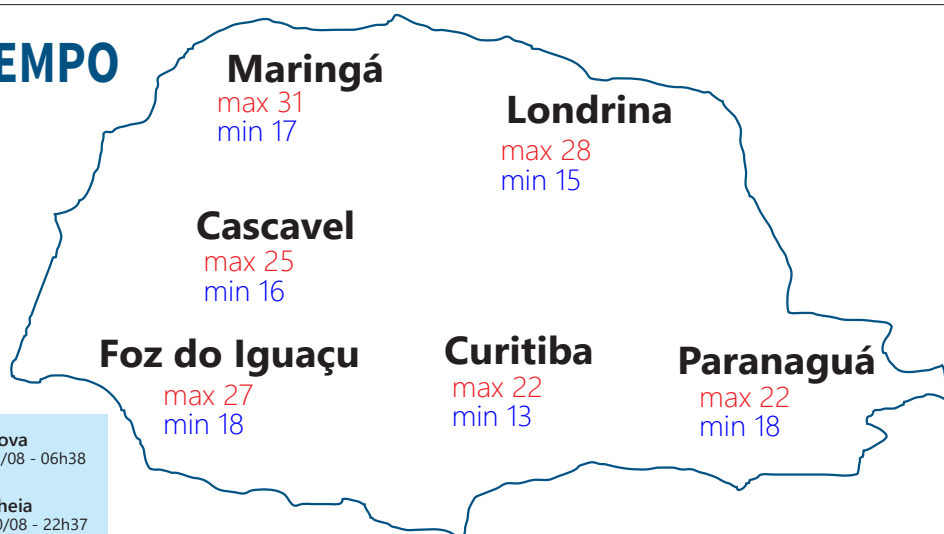 EMPO
Maringá
max 31
min 17
Londrina
max 28
min 15
Cascavel
max 25
min 16
Foz do Iguaçu
max 27
min 18
Curitiba
max 22
min 13
Paranaguá
max 22
min 18
ova
/08 - 06h38
heia
0/08 - 22h37